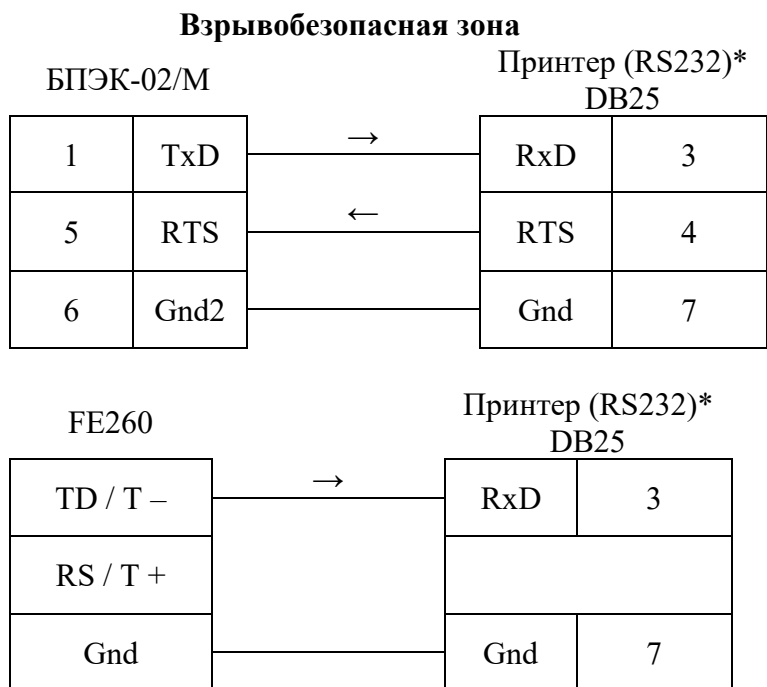 Взрывобезопасная зона
БПЭК-02/М
Принтер (RS232)*
DB25
1 TxD → RxD 3
5 RTS ← RTS 4
6 Gnd2 Gnd 7
FE260
Принтер (RS232)*
DB25
TD / T – → RxD 3
RS / T +
Gnd Gnd 7